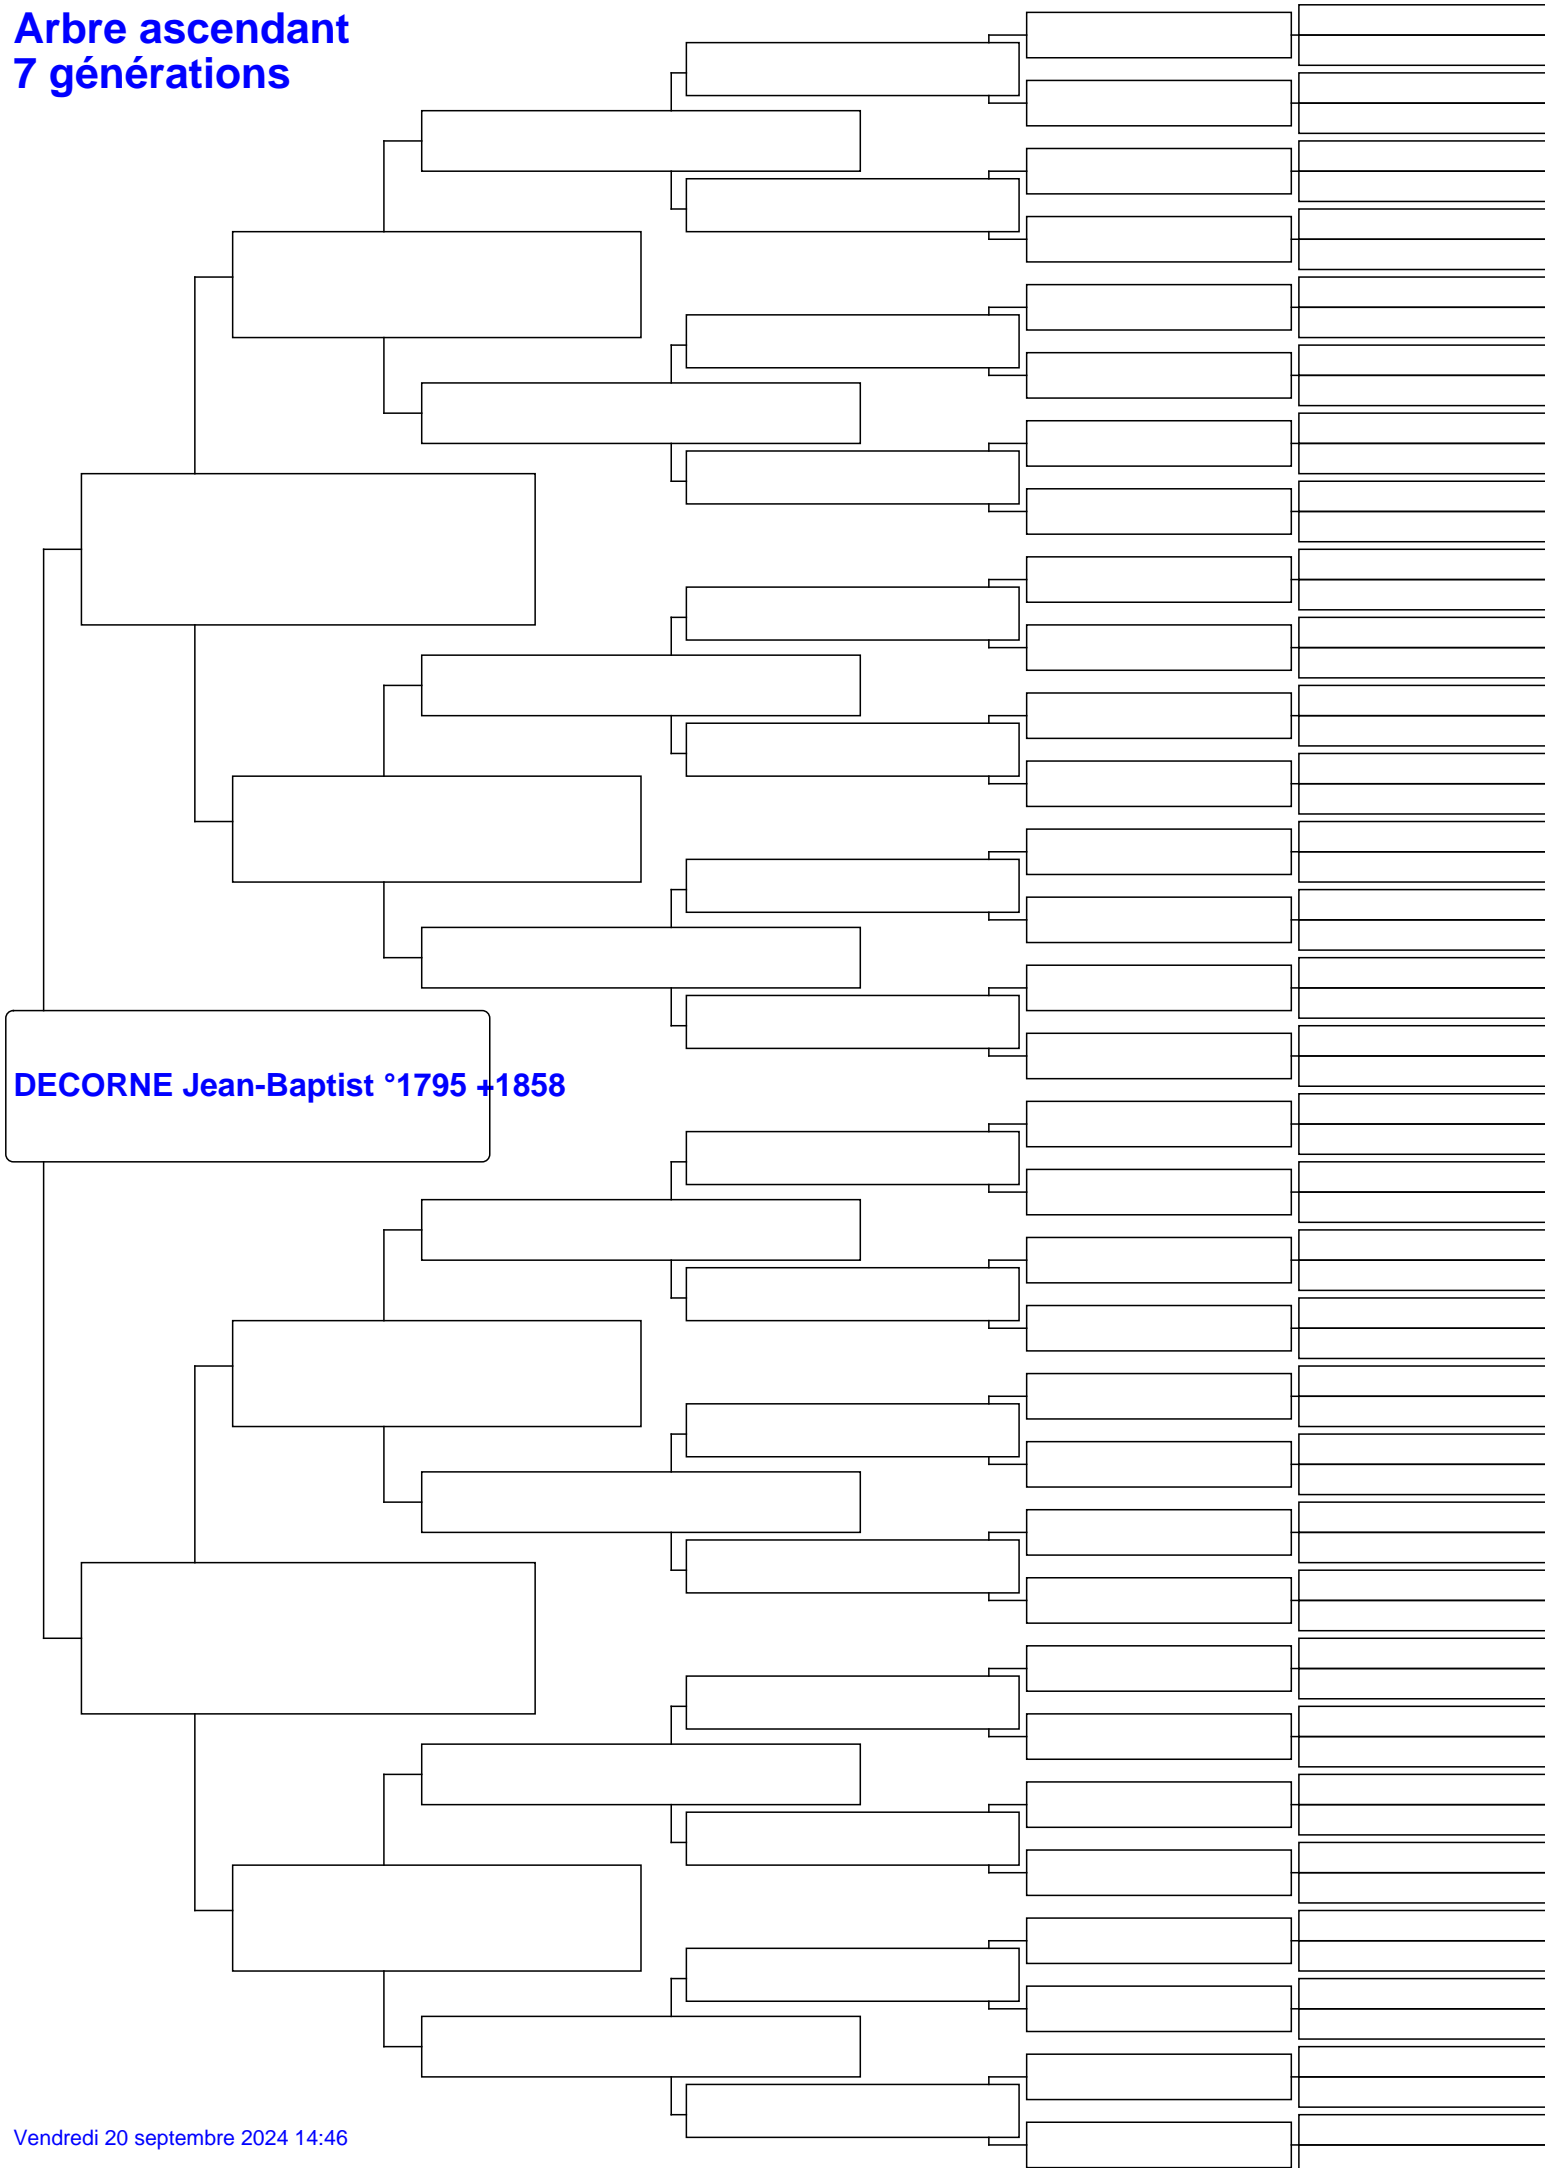 Arbre ascendant
7 générations
DECORNE Jean-Baptist °1795 +1858
Vendredi 20 septembre 2024 14:46